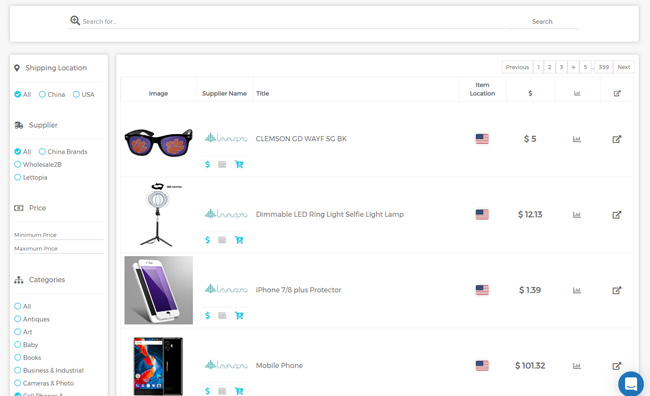 Search for...
Search
Shipping Location
All
China
USA
Supplier
All
China Brands
Wholesale2B
Lettopia
Price
Minimum Price
Maximum Price
Categories
All
Antiques
Art
Baby
Books
Business & Industrial
Cameras & Photo
Previous 1 2 3 4 5 ... 359 Next
Image
Supplier Name
Title
Item
Location
$
CLEMSON GD WAYF SG BK
$ 5
$
Dimmable LED Ring Light Selfie Light Lamp
$ 12.13
$
iPhone 7/8 plus Protector
$ 1.39
$
Mobile Phone
$ 101.32
$